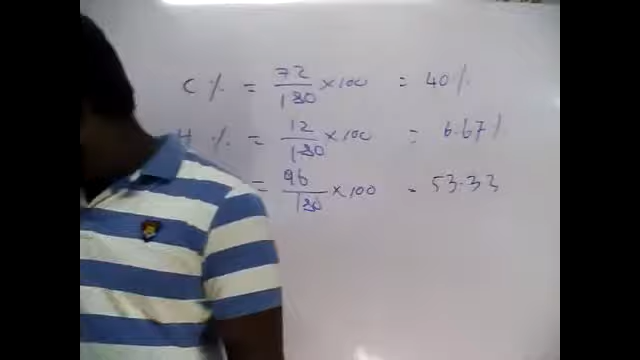 C % = 72/180 × 100 = 40 %
H % = 12/180 × 100 = 6.67 %
= 96/180 × 100 = 53.33